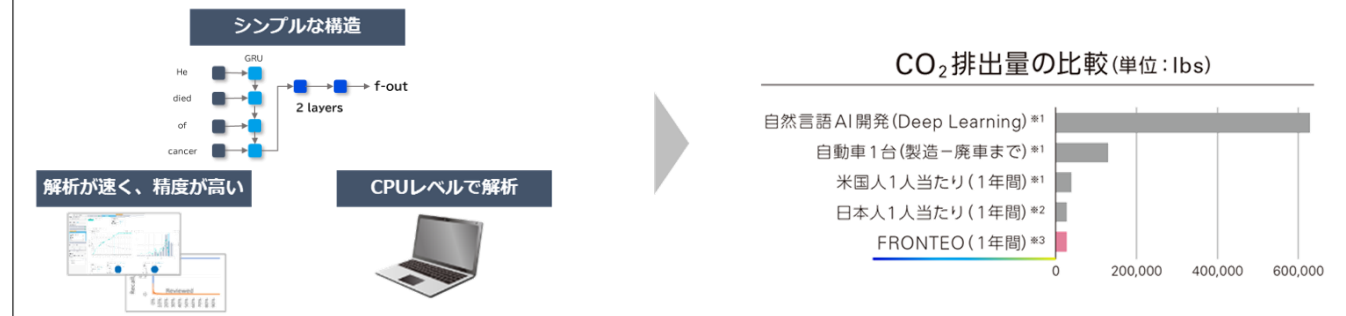 シンプルな構造
GRU
He
died
of
cancer
f-out
2 layers
解析が速く、精度が高い
CPUレベルで解析
Reviewed
CO₂排出量の比較(単位:lbs)
自然言語AI開発(Deep Learning)※1
自動車1台(製造ー廃車まで)※1
米国人1人当たり(1年間)※1
日本人1人当たり(1年間)※2
FRONTEO(1年間)※3
0 200,000 400,000 600,000